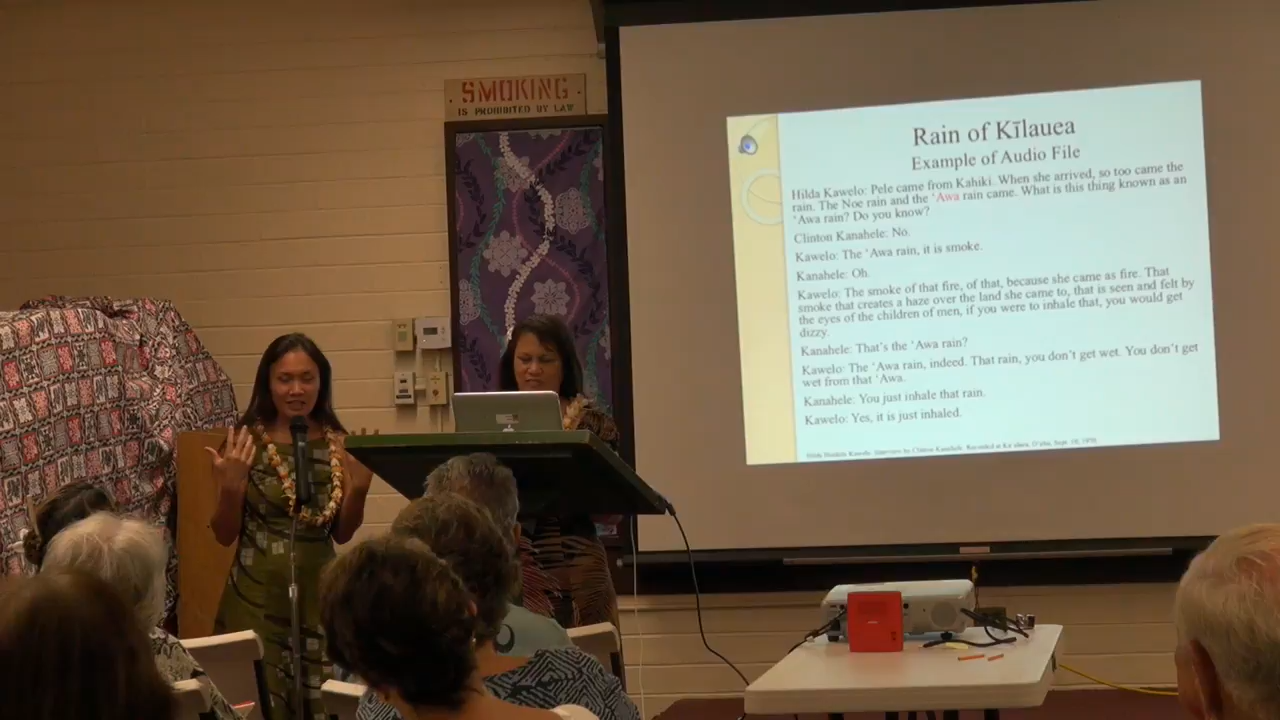 SMOKING
IS PROHIBITED BY LAW
Rain of Kīlauea
Example of Audio File
Hilda Kawelo: Pele came from Kahiki. When she arrived, so too came the
rain. The Noe rain and the ʻAwa rain came. What is this thing known as an
ʻAwa rain? Do you know?
Clinton Kanahele: No.
Kawelo: The ʻAwa rain, it is smoke.
Kanahele: Oh.
Kawelo: The smoke of that fire, of that, because she came as fire. That
smoke that creates a haze over the land she came to, that is seen and felt by
the eyes of the children of men, if you were to inhale that, you would get
dizzy.
Kanahele: That's the ʻAwa rain?
Kawelo: The ʻAwa rain, indeed. That rain, you don't get wet. You don't get
wet from that ʻAwa.
Kanahele: You just inhale that rain.
Kawelo: Yes, it is just inhaled.
Kawelo. Interview by Clinton Kanahele. Recorded at